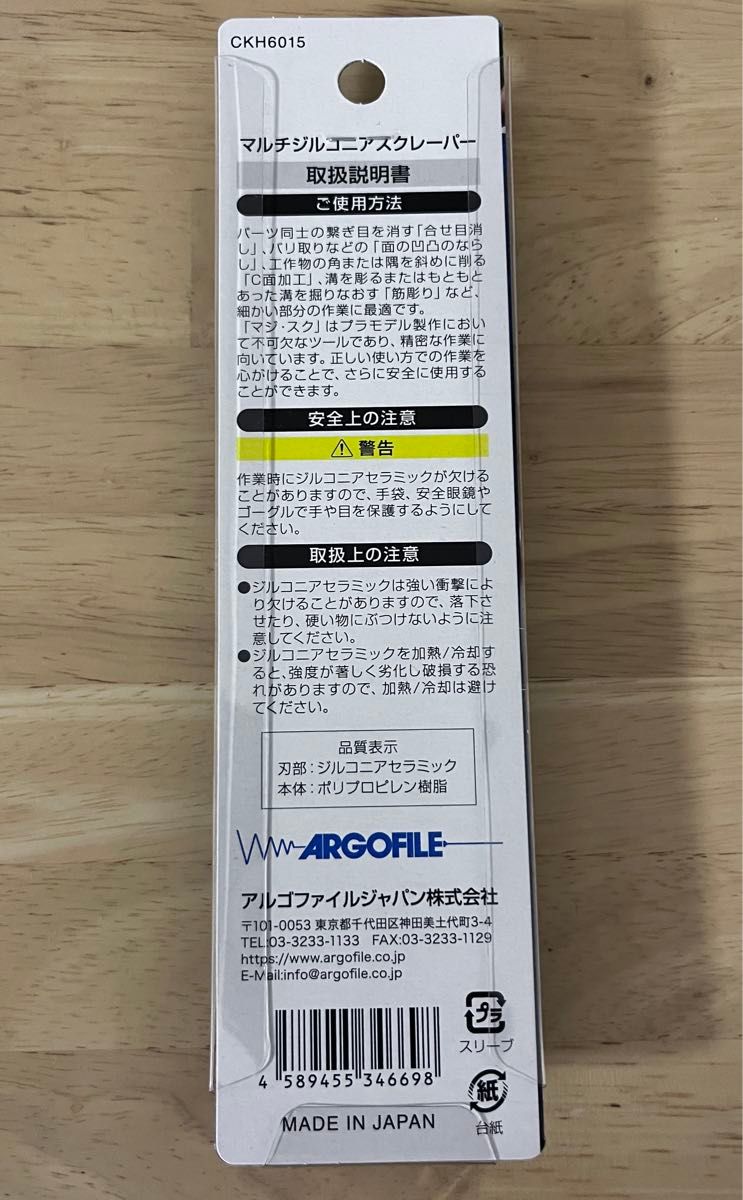 CKH6015
マルチジルコニアスクレーパー
取扱説明書
ご使用方法
パーツ同士の繋ぎ目を消す「合せ目消
し」、バリ取りなどの「面の凹凸のなら
し」、工作物の角または隅を斜めに削る
「C面加工」、溝を彫るまたはもともと
あった溝を掘りなおす「筋彫り」など、
細かい部分の作業に最適です。
「マジ・スク」はプラモデル製作におい
て不可欠なツールであり、精密な作業に
向いています。正しい使い方での作業を
心がけることで、さらに安全に使用する
ことができます。
安全上の注意
警告
作業時にジルコニアセラミックが欠ける
ことがありますので、手袋、安全眼鏡や
ゴーグルで手や目を保護するようにして
ください。
取扱上の注意
●ジルコニアセラミックは強い衝撃によ
り欠けることがありますので、落下さ
せたり、硬い物にぶつけないように注
意してください。
●ジルコニアセラミックを加熱/冷却す
ると、強度が著しく劣化し破損する恐
れがありますので、加熱/冷却は避け
てください。
品質表示
刃部:ジルコニアセラミック
本体:ポリプロピレン樹脂
ARGOFILE
アルゴファイルジャパン株式会社
〒101-0053 東京都千代田区神田美土代町3-4
TEL:03-3233-1133 FAX:03-3233-1129
https://www.argofile.co.jp
E-Mail:info@argofile.co.jp
プラ
スリーブ
4 589455 346698
紙
台紙
MADE IN JAPAN